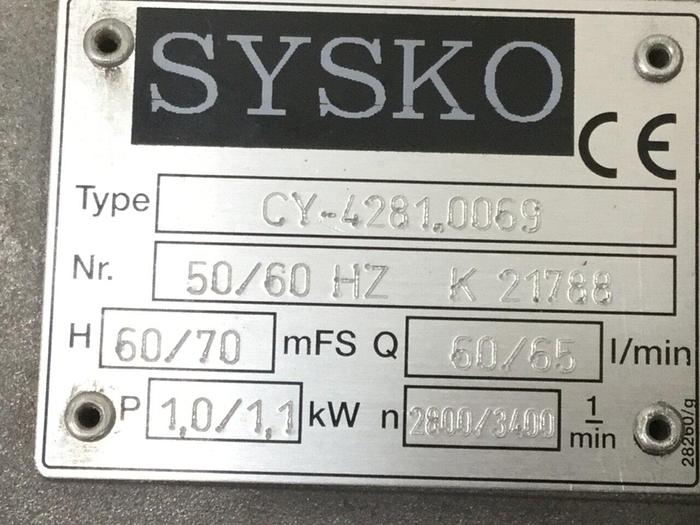 SYSKO
CE
Type CY-4281.0069
Nr. 50/60 HZ K 21788
H 60/70 mFS Q 60/65 l/min
P 1,0/1,1 kW n 2800/3400 1/min
28260/g